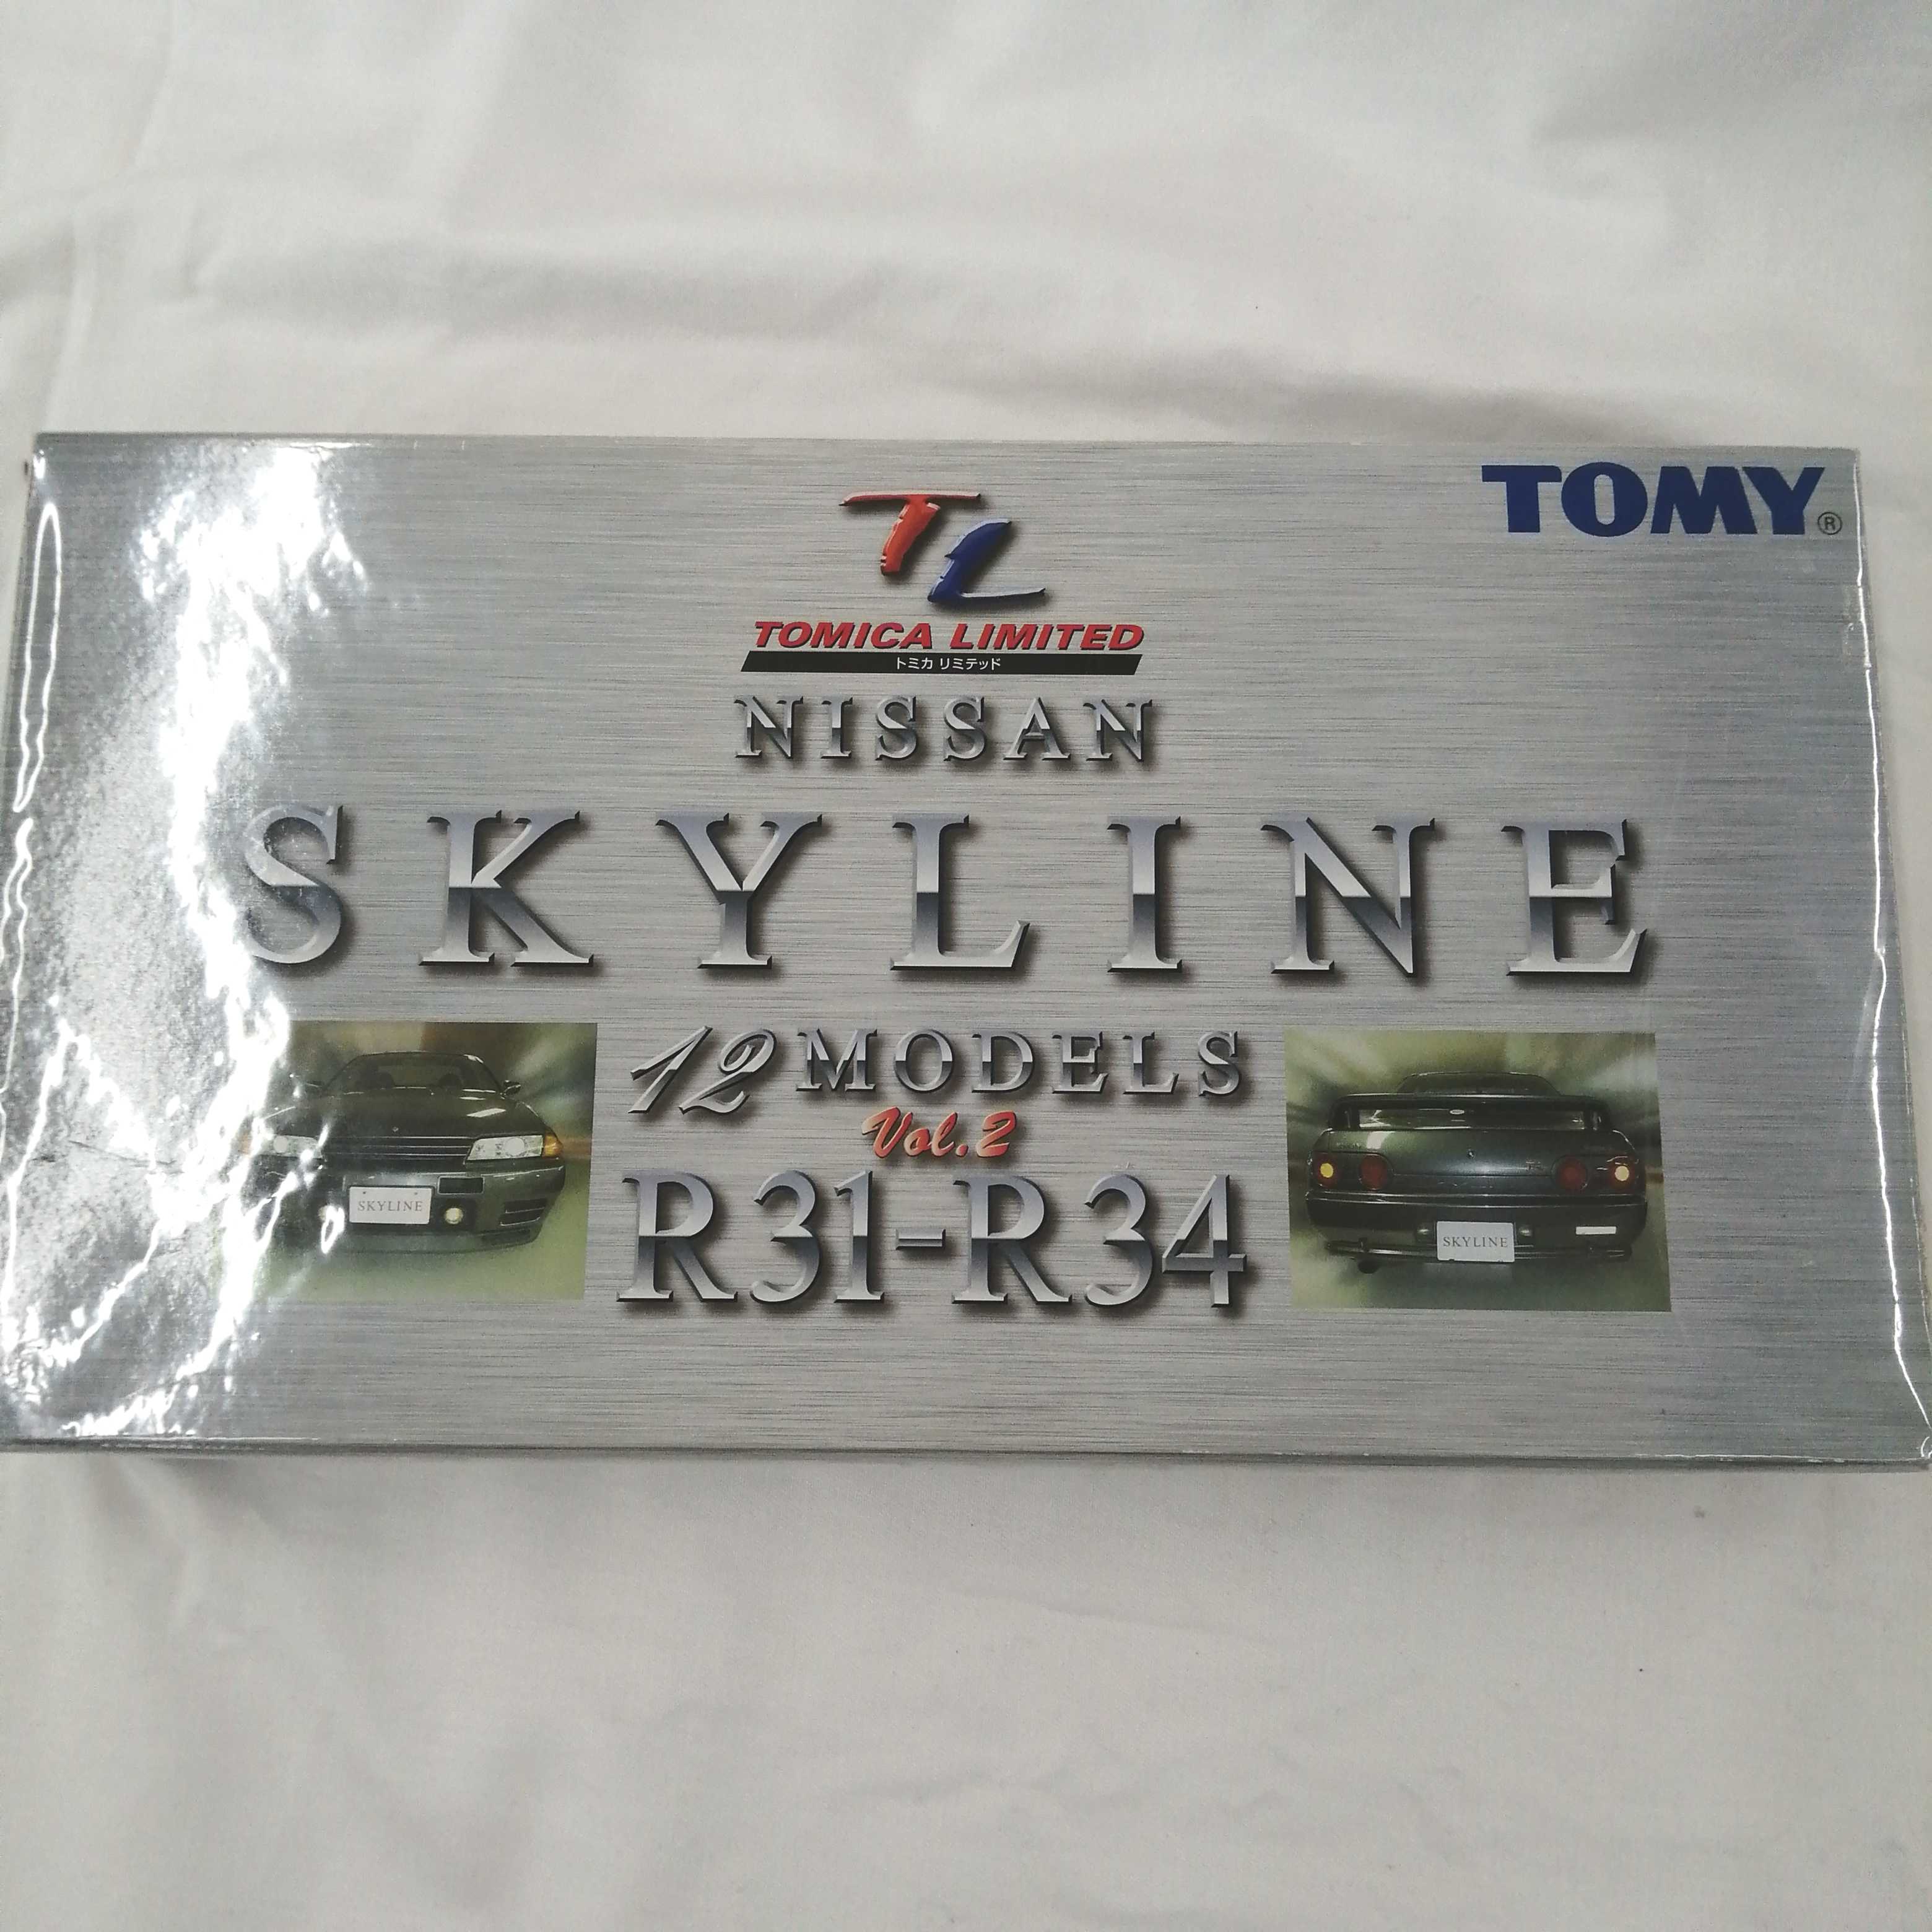 TOMY®
TL
TOMICA LIMITED
トミカ リミテッド
NISSAN
SKYLINE
12 MODELS
Vol.2
R31-R34
SKYLINE
SKYLINE